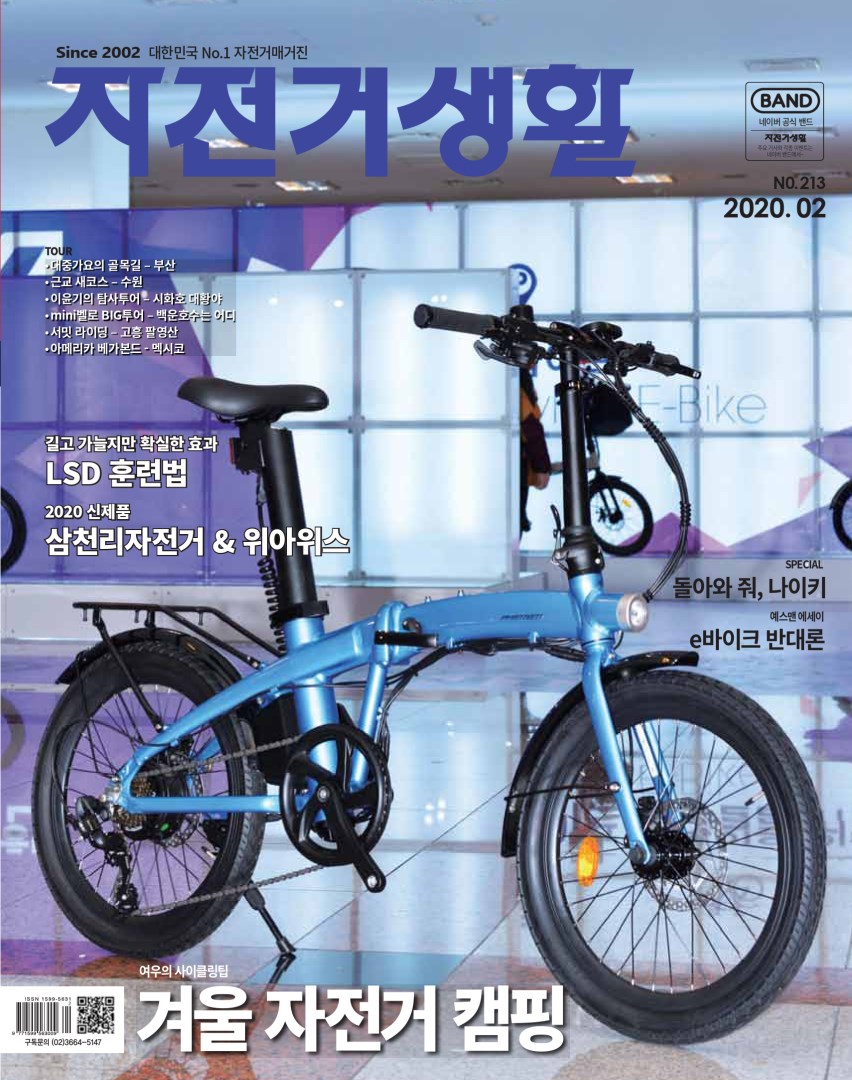 Since 2002 대한민국 No.1 자전거매거진
자전거생활
BAND
네이버 공식 밴드
자전거생활
NO.213
2020. 02
TOUR
• 대중가요의 골목길 – 부산
• 근교 새코스 – 수원
• 이윤기의 탐사투어 – 시화호 대황야
• mini벨로 BIG투어 – 백운호수는 어디
• 서밋 라이딩 – 고흥 팔영산
• 아메리카 베가본드 - 멕시코
E-Bike
길고 가늘지만 확실한 효과
LSD 훈련법
2020 신제품
삼천리자전거 & 위아위스
SPECIAL
돌아와 줘, 나이키
예스맨 에세이
e바이크 반대론
여우의 사이클링팁
겨울 자전거 캠핑
ISSN 1599-5631
구독문의 (02)3664-5147